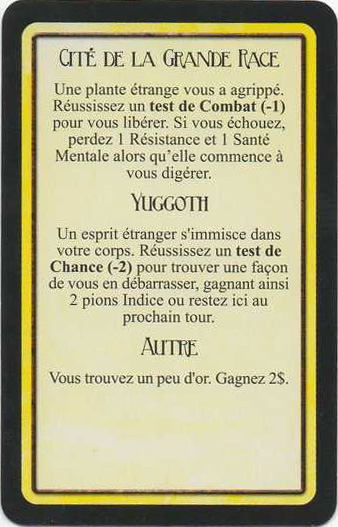 Cité de la Grande Race
Une plante étrange vous a agrippé.
Réussissez un test de Combat (-1)
pour vous libérer. Si vous échouez,
perdez 1 Résistance et 1 Santé
Mentale alors qu'elle commence à
vous digérer.
Yuggoth
Un esprit étranger s'immisce dans
votre corps. Réussissez un test de
Chance (-2) pour trouver une façon
de vous en débarrasser, gagnant ainsi
2 pions Indice ou restez ici au
prochain tour.
Autre
Vous trouvez un peu d'or. Gagnez 2$.